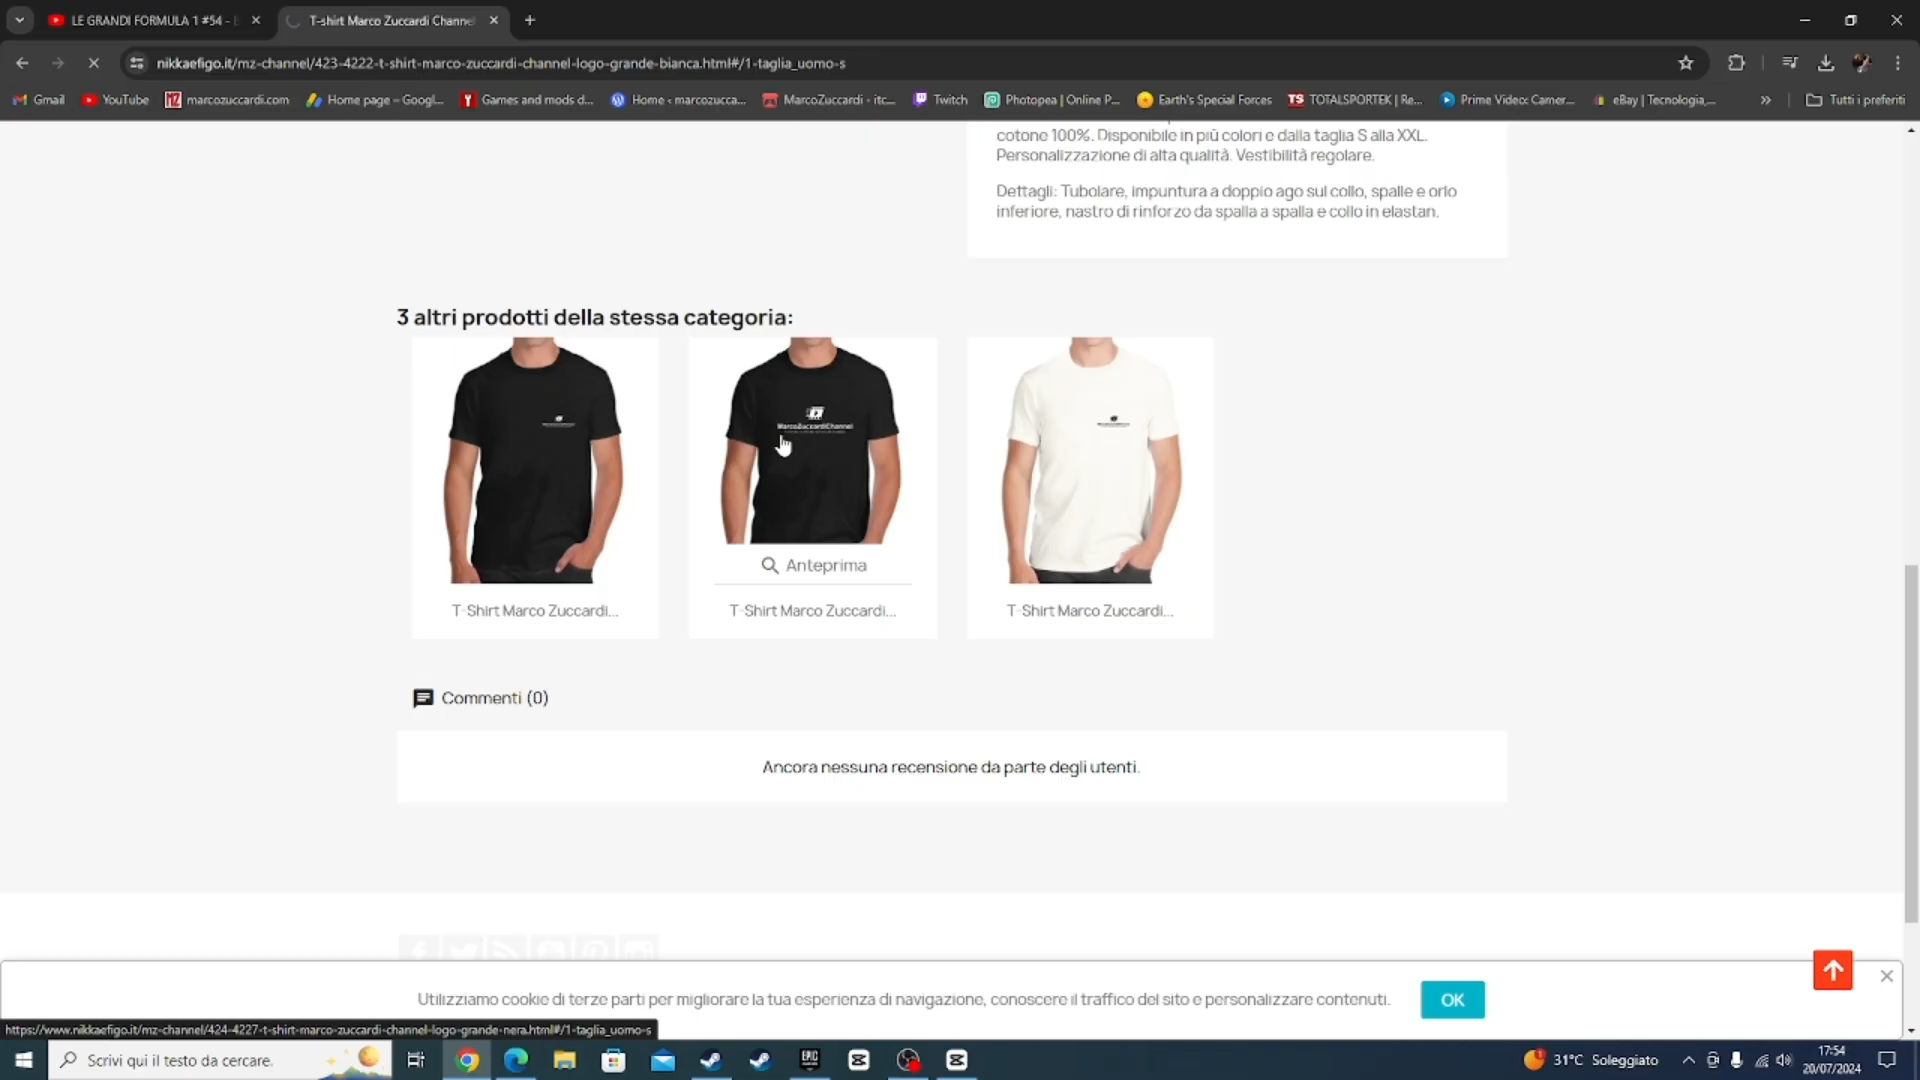 LE GRANDI FORMULA 1 #54 -
T-shirt Marco Zuccardi Channel
nikkaefigo.it/mz-channel/423-4222-t-shirt-marco-zuccardi-channel-logo-grande-bianca.html#/1-taglia_uomo-s
Gmail
YouTube
MZ
marcozuccardi.com
Home page – Googl...
Games and mods d...
Home ‹ marcozucca...
MarcoZuccardi - itc...
Twitch
Photopea | Online P...
Earth's Special Forces
TS
TOTALSPORTEK | Re...
Prime Video: Camer...
eBay | Tecnologia,...
»
Tutti i preferiti
cotone 100%. Disponibile in più colori e dalla taglia S alla XXL.
Personalizzazione di alta qualità. Vestibilità regolare.
Dettagli: Tubolare, impuntura a doppio ago sul collo, spalle e orlo
inferiore, nastro di rinforzo da spalla a spalla e collo in elastan.
3 altri prodotti della stessa categoria:
MarcoZuccardiChannel
Anteprima
T-Shirt Marco Zuccardi...
T-Shirt Marco Zuccardi...
T-Shirt Marco Zuccardi...
Commenti (0)
Ancora nessuna recensione da parte degli utenti.
Utilizziamo cookie di terze parti per migliorare la tua esperienza di navigazione, conoscere il traffico del sito e personalizzare contenuti.
OK
https://www.nikkaefigo.it/mz-channel/424-4227-t-shirt-marco-zuccardi-channel-logo-grande-nera.html#/1-taglia_uomo-s
Scrivi qui il testo da cercare.
EPIC
31°C Soleggiato
17:54
20/07/2024